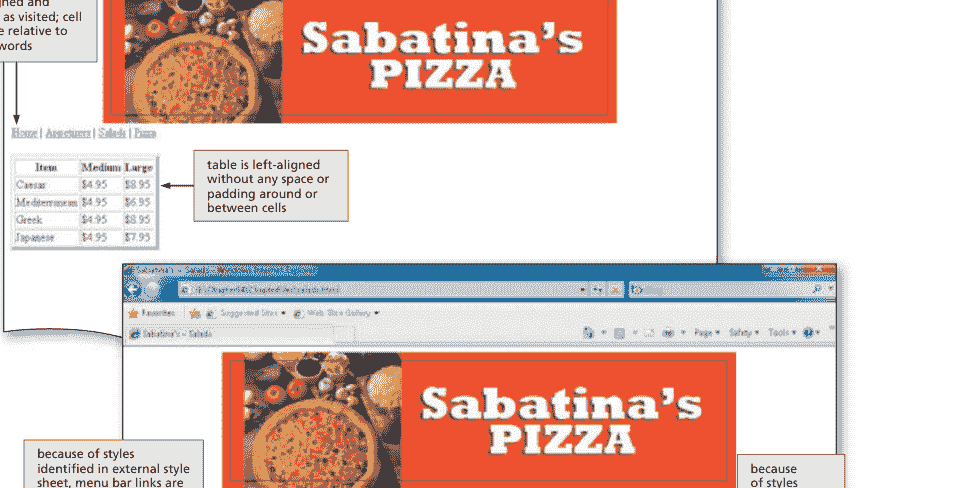 gned and
as visited; cell
e relative to
words
Sabatina's
PIZZA
Home | Appetizers | Salads | Pizza
table is left-aligned
without any space or
padding around or
between cells
Item Medium Large
Caesar $4.95 $8.95
Mediterranean $4.95 $6.95
Greek $4.95 $8.95
Japanese $4.95 $7.95
Sabatina's - Salads
Favorites Suggested Sites Web Slice Gallery
Sabatina's - Salads Page Safety Tools
Sabatina's
PIZZA
because of styles
identified in external style
sheet, menu bar links are
because
of styles